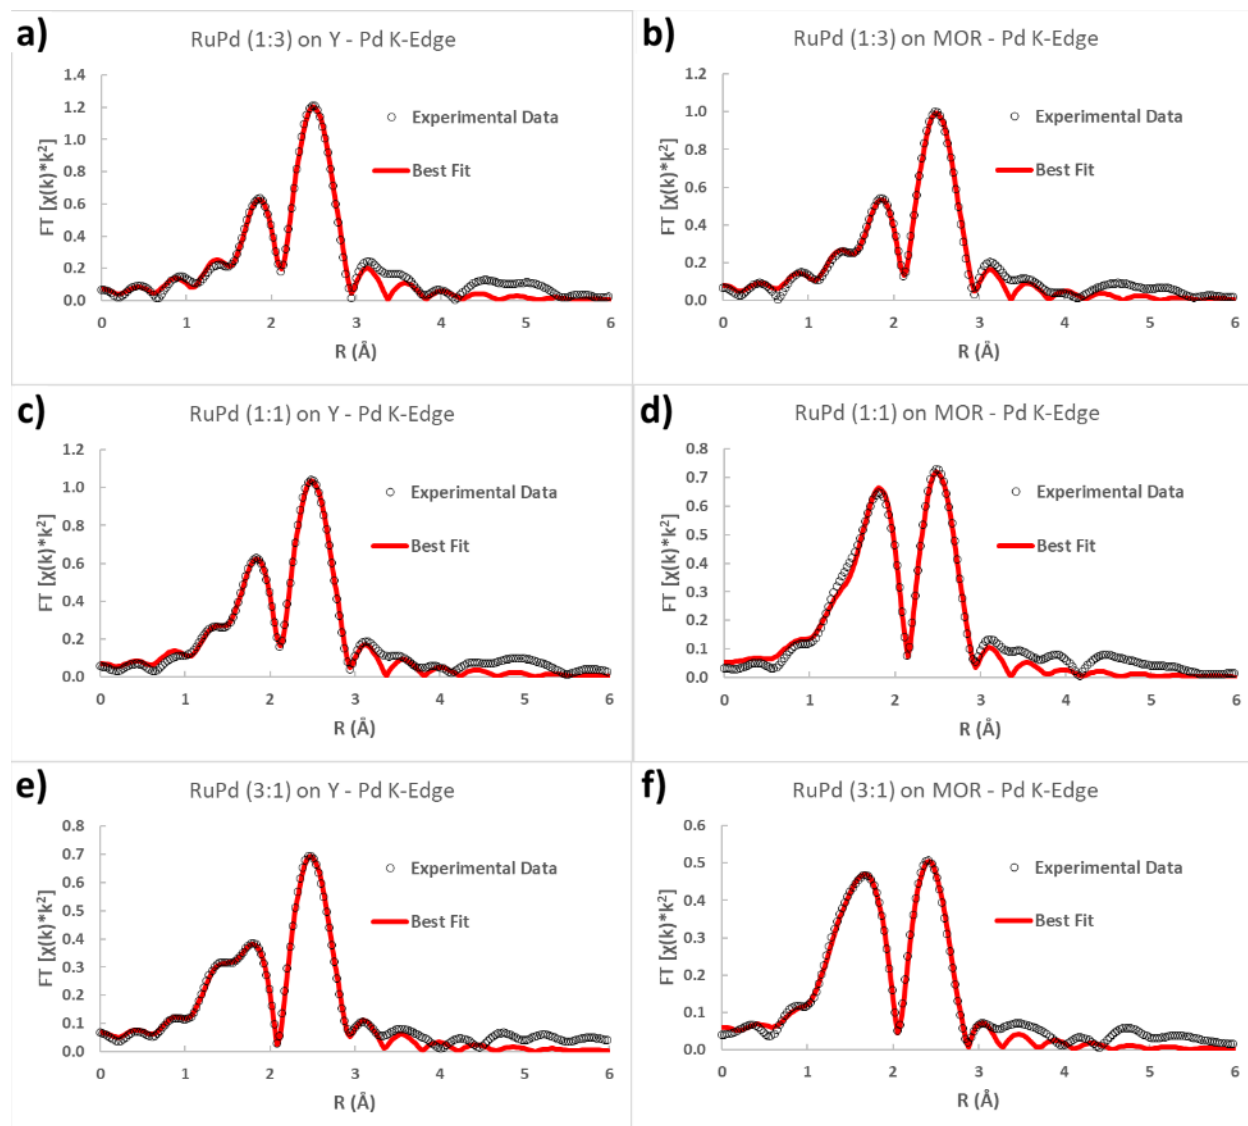 a)
RuPd (1:3) on Y - Pd K-Edge
1.4
1.2
1.0
0.8
0.6
0.4
0.2
0.0
FT [χ(k)*k²]
Experimental Data
Best Fit
0 1 2 3 4 5 6
R (Å)
b)
RuPd (1:3) on MOR - Pd K-Edge
1.2
1.0
0.8
0.6
0.4
0.2
0.0
FT [χ(k)*k²]
Experimental Data
Best Fit
0 1 2 3 4 5 6
R (Å)
c)
RuPd (1:1) on Y - Pd K-Edge
1.2
1.0
0.8
0.6
0.4
0.2
0.0
FT [χ(k)*k²]
Experimental Data
Best Fit
0 1 2 3 4 5 6
R (Å)
d)
RuPd (1:1) on MOR - Pd K-Edge
0.8
0.7
0.6
0.5
0.4
0.3
0.2
0.1
0.0
FT [χ(k)*k²]
Experimental Data
Best Fit
0 1 2 3 4 5 6
R (Å)
e)
RuPd (3:1) on Y - Pd K-Edge
0.8
0.7
0.6
0.5
0.4
0.3
0.2
0.1
0.0
FT [χ(k)*k²]
Experimental Data
Best Fit
0 1 2 3 4 5 6
R (Å)
f)
RuPd (3:1) on MOR - Pd K-Edge
0.6
0.5
0.4
0.3
0.2
0.1
0.0
FT [χ(k)*k²]
Experimental Data
Best Fit
0 1 2 3 4 5 6
R (Å)